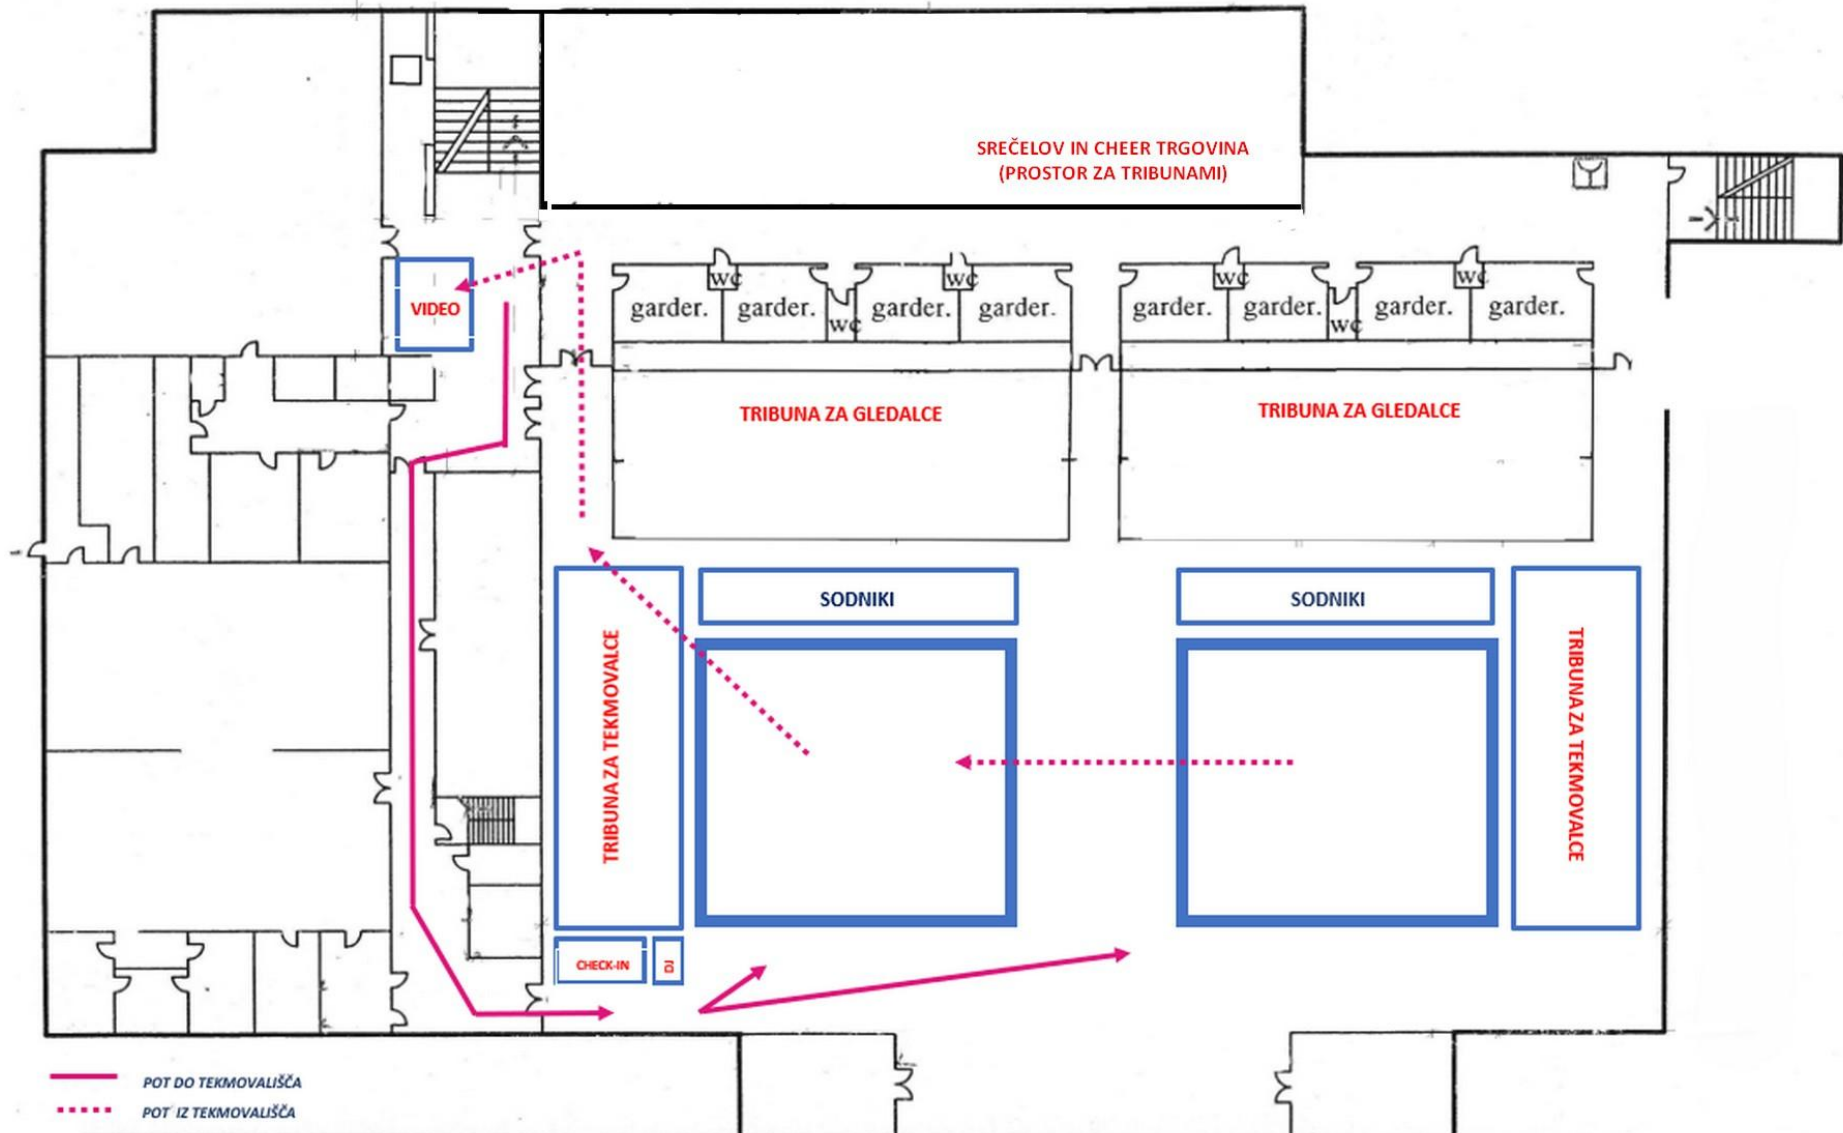 SREČELOV IN CHEER TRGOVINA
(PROSTOR ZA TRIBUNAMI)
VIDEO
wc
wc
wc
wc
garder.
garder.
garder.
garder.
garder.
garder.
garder.
garder.
wc
wc
TRIBUNA ZA GLEDALCE
TRIBUNA ZA GLEDALCE
SODNIKI
SODNIKI
TRIBUNA ZA TEKMOVALCE
TRIBUNA ZA TEKMOVALCE
CHECK-IN
DJ
POT DO TEKMOVALIŠČA
POT IZ TEKMOVALIŠČA